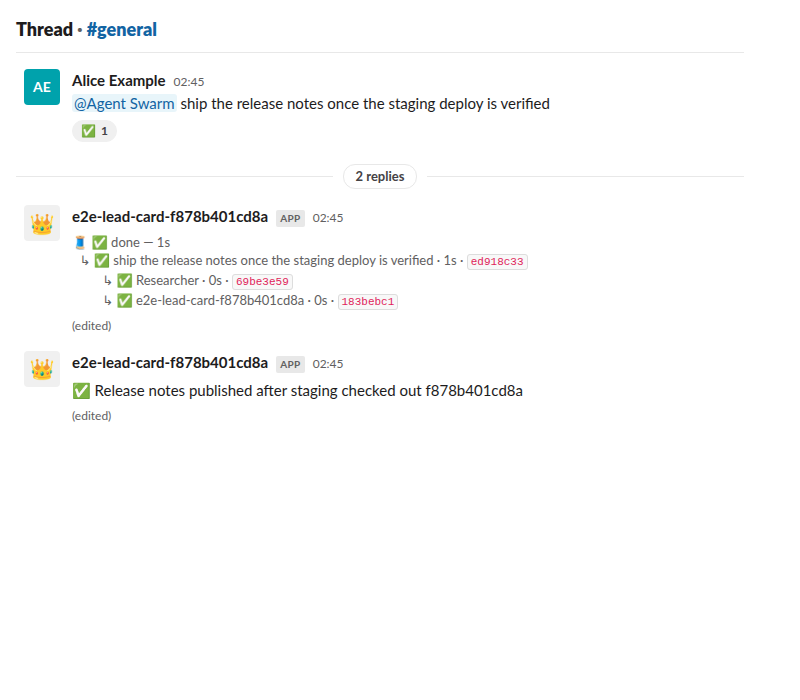 Thread • #general
AE
Alice Example 02:45
@Agent Swarm ship the release notes once the staging deploy is verified
✅ 1
2 replies
e2e-lead-card-f878b401cd8a APP 02:45
🧵 ✅ done — 1s
↳ ✅ ship the release notes once the staging deploy is verified · 1s · ed918c33
↳ ✅ Researcher · 0s · 69be3e59
↳ ✅ e2e-lead-card-f878b401cd8a · 0s · 183bebc1
(edited)
e2e-lead-card-f878b401cd8a APP 02:45
✅ Release notes published after staging checked out f878b401cd8a
(edited)